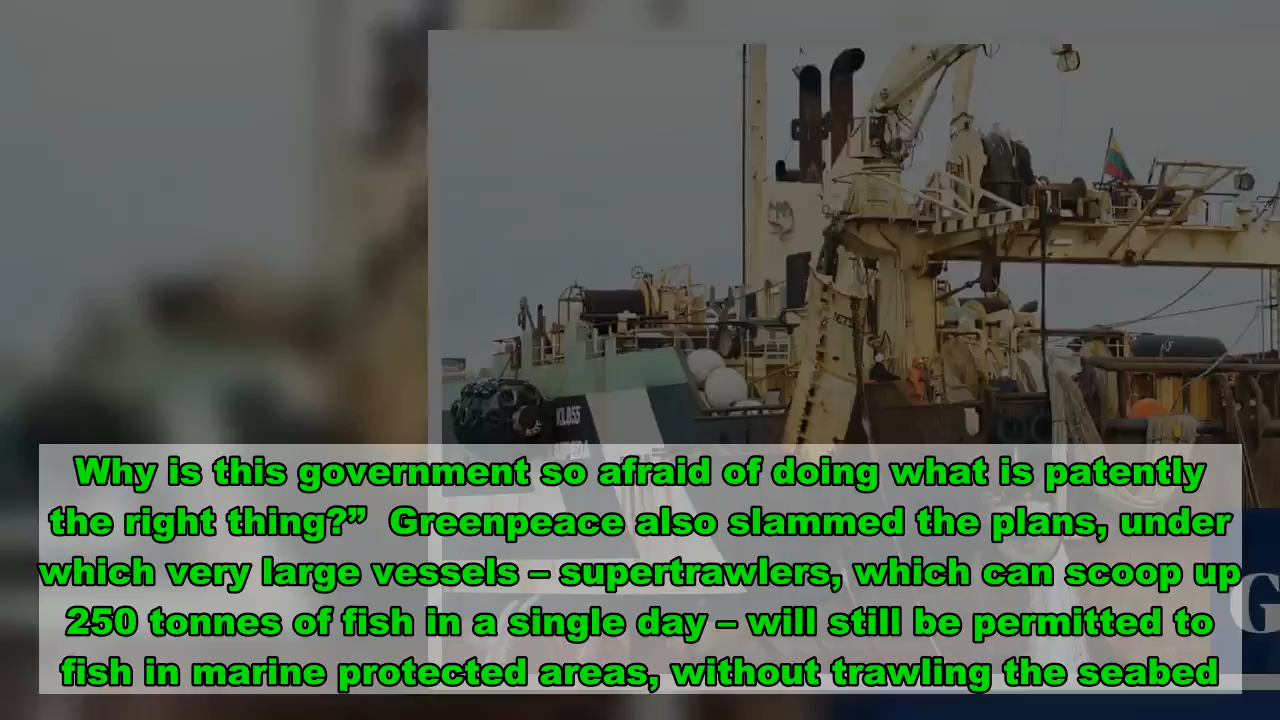 KL855
Why is this government so afraid of doing what is patently
the right thing?”  Greenpeace also slammed the plans, under
which very large vessels – supertrawlers, which can scoop up
250 tonnes of fish in a single day – will still be permitted to
fish in marine protected areas, without trawling the seabed
G